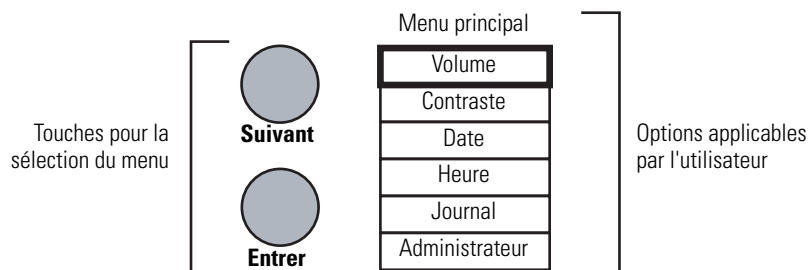 Menu principal
Volume
Contraste
Date
Heure
Journal
Administrateur
Touches pour la
sélection du menu
Suivant
Entrer
Options applicables
par l'utilisateur